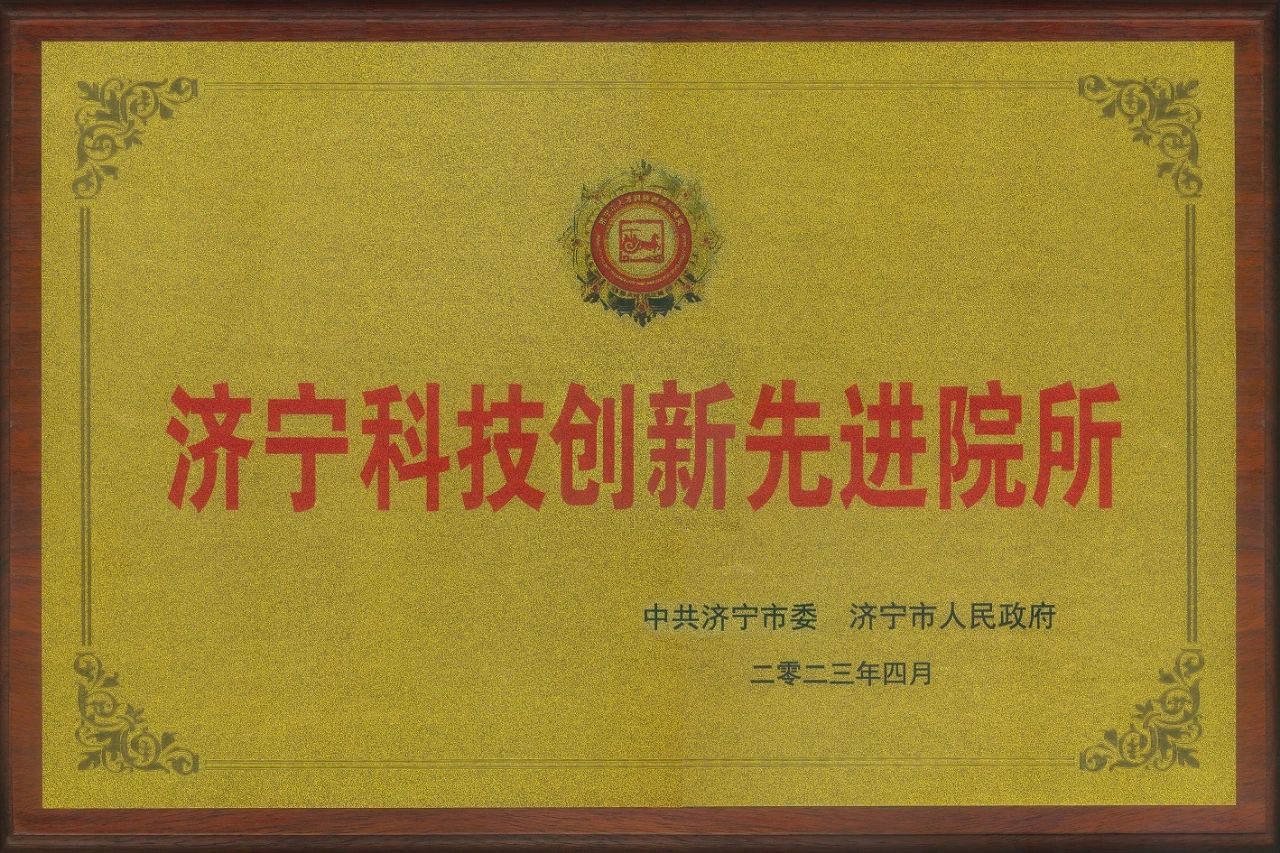 济宁科技创新先进院所
中共济宁市委 济宁市人民政府
二零二三年四月